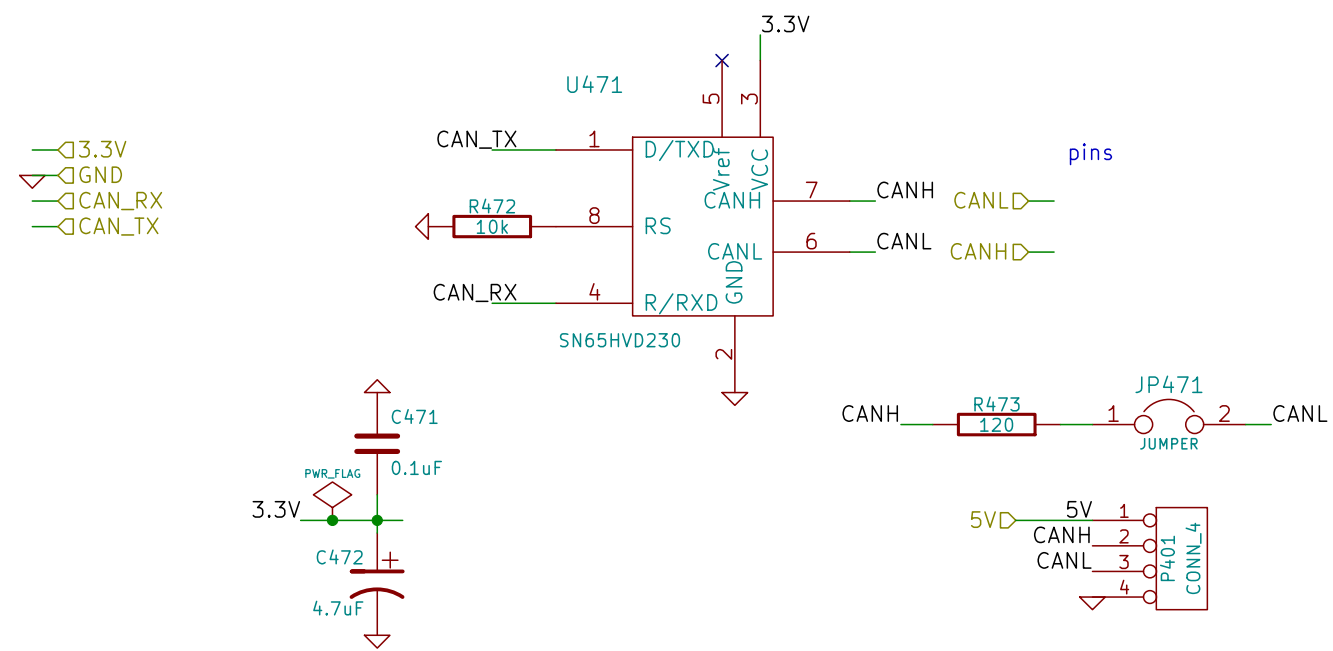 3.3V
U471
5
3
CAN_TX
1
D/TXD
Vref
VCC
pins
3.3V
GND
CAN_RX
CAN_TX
CANH
7
CANH
CANL
R472
10k
8
RS
CANL
6
CANL
CANH
GND
CAN_RX
4
R/RXD
SN65HVD230
2
C471
0.1uF
PWR_FLAG
3.3V
C472
4.7uF
CANH
R473
120
1
JP471
JUMPER
2
CANL
5V
5V
1
CANH
2
CANL
3
4
P401
CONN_4